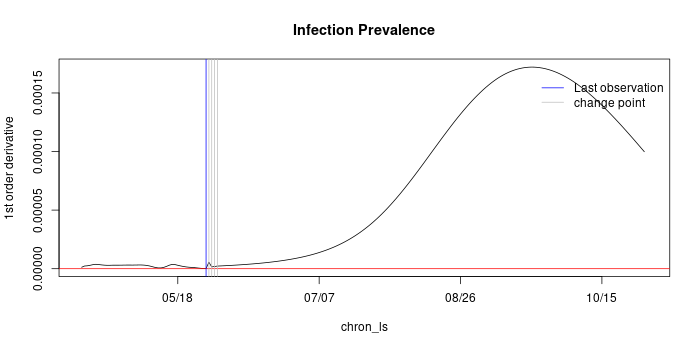 Infection Prevalence
1st order derivative
0.00015
0.00010
0.00005
0.00000
Last observation
change point
05/18
07/07
08/26
10/15
chron_ls